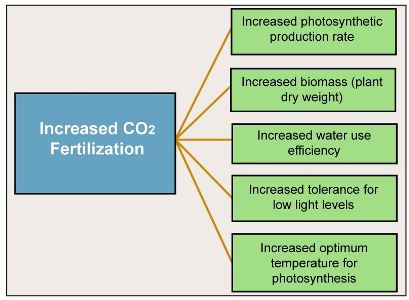 Increased CO₂
Fertilization
Increased photosynthetic
production rate
Increased biomass (plant
dry weight)
Increased water use
efficiency
Increased tolerance for
low light levels
Increased optimum
temperature for
photosynthesis